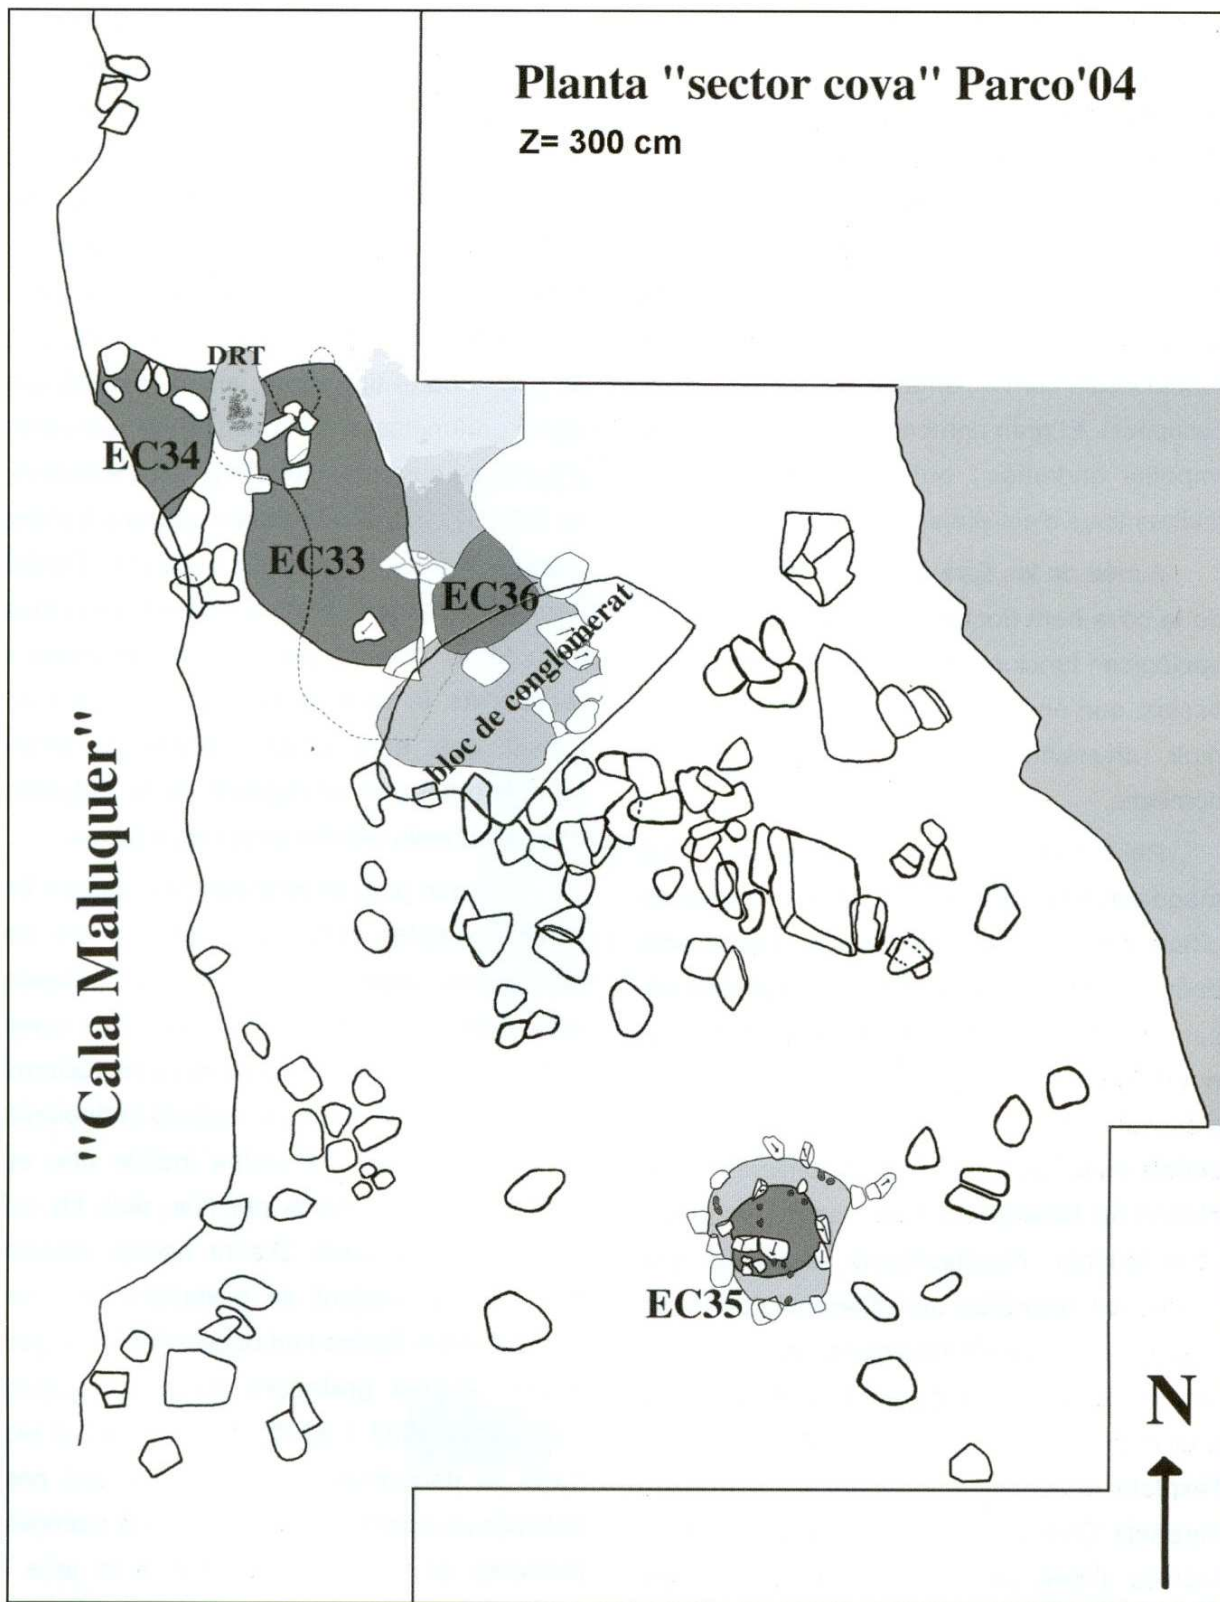 Planta "sector cova" Parco'04
Z= 300 cm
DRT
EC34
EC33
EC36
bloc de conglomerat
"Cala Maluquer"
EC35
N